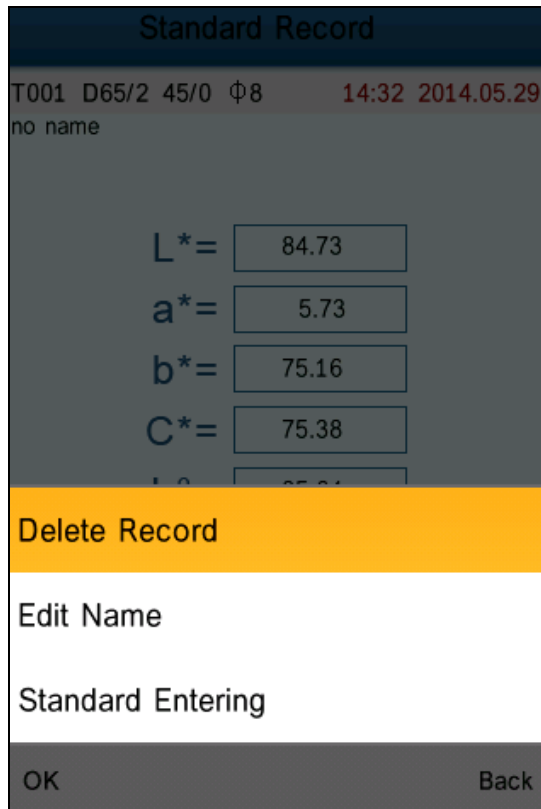 Standard Record
T001 D65/2 45/0 Φ8 14:32 2014.05.29
no name
L*= 84.73
a*= 5.73
b*= 75.16
C*= 75.38
Delete Record
Edit Name
Standard Entering
OK Back